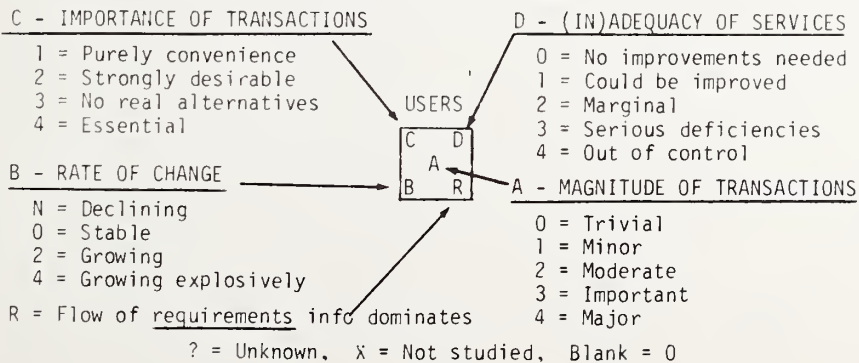 C - IMPORTANCE OF TRANSACTIONS
1 = Purely convenience
2 = Strongly desirable
3 = No real alternatives
4 = Essential
D - (IN)ADEQUACY OF SERVICES
0 = No improvements needed
1 = Could be improved
2 = Marginal
3 = Serious deficiencies
4 = Out of control
USERS
C D
A
B R
B - RATE OF CHANGE
N = Declining
0 = Stable
2 = Growing
4 = Growing explosively
A - MAGNITUDE OF TRANSACTIONS
0 = Trivial
1 = Minor
2 = Moderate
3 = Important
4 = Major
R = Flow of requirements info dominates
? = Unknown, X = Not studied, Blank = 0